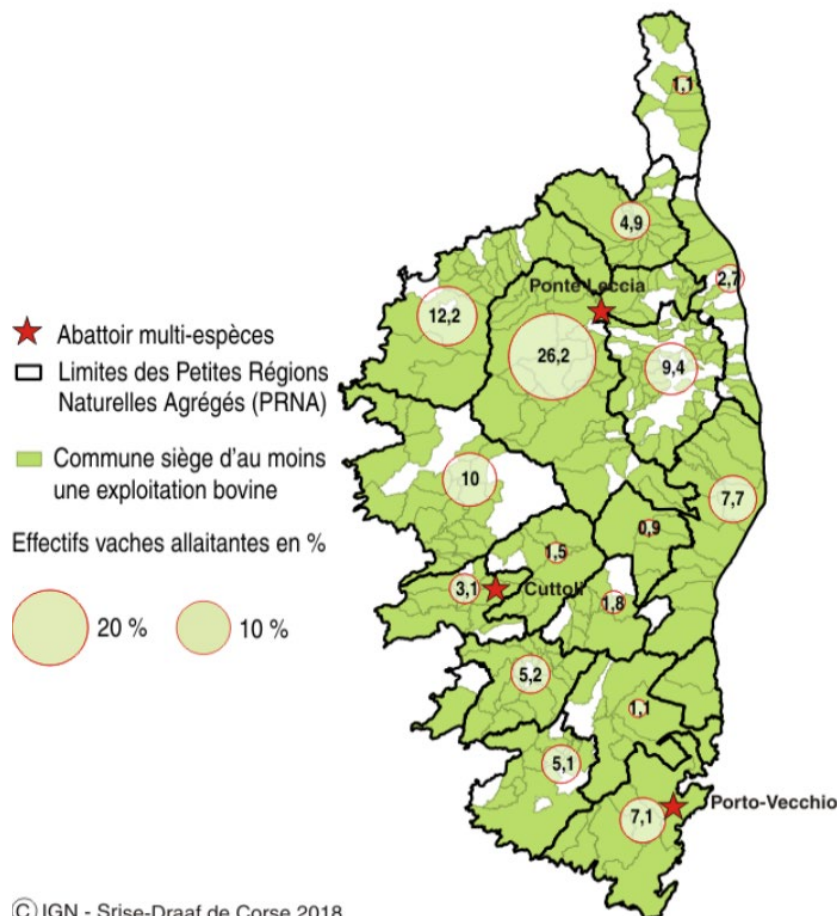 1,1
4,9
2,7
Ponte Leccia
12,2
26,2
9,4
Abattoir multi-espèces
Limites des Petites Régions
Naturelles Agrégés (PRNA)
Commune siège d'au moins
une exploitation bovine
10
7,7
0,9
Effectifs vaches allaitantes en %
1,5
3,1
Cuttoli
1,8
20 %
10 %
5,2
1,1
5,1
Porto-Vecchio
7,1
© IGN - Srise-Draaf de Corse 2018